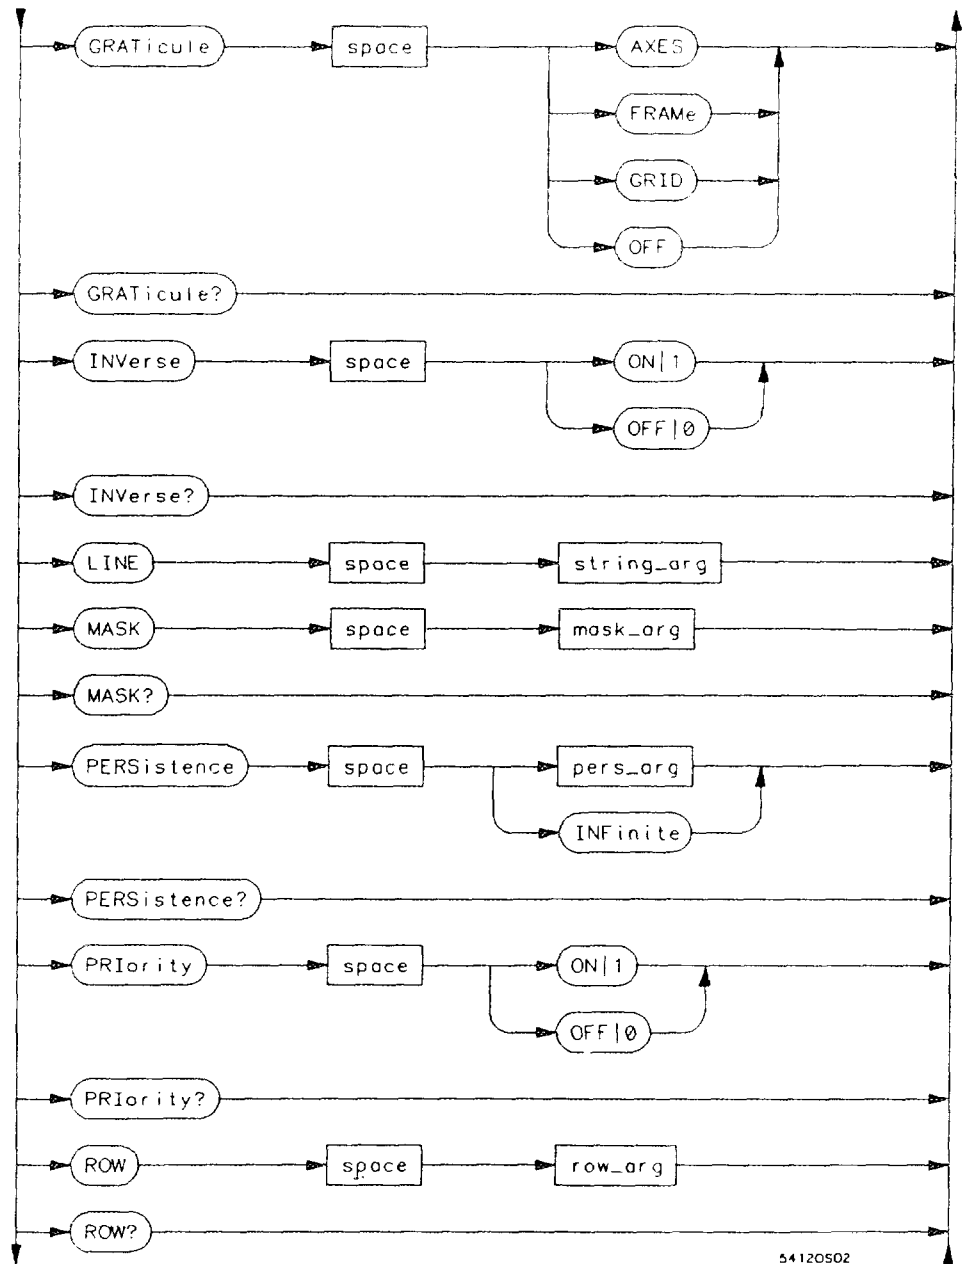 GRATicule space AXES
FRAMe
GRID
OFF
GRATicule?
INVerse space ON|1
OFF|0
INVerse?
LINE space string_arg
MASK space mask_arg
MASK?
PERSistence space pers_arg
INFinite
PERSistence?
PRIority space ON|1
OFF|0
PRIority?
ROW space row_arg
ROW?
54120S02